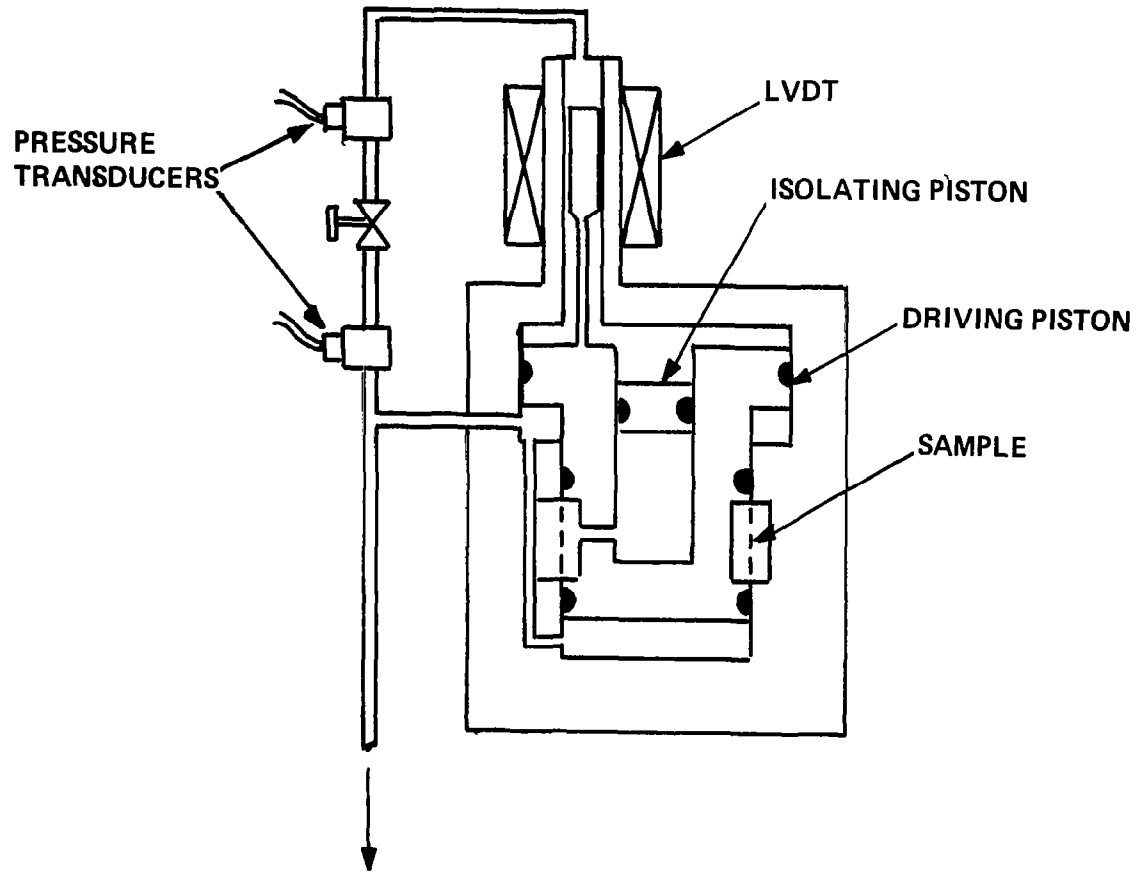 LVDT
PRESSURE
TRANSDUCERS
ISOLATING PISTON
DRIVING PISTON
SAMPLE